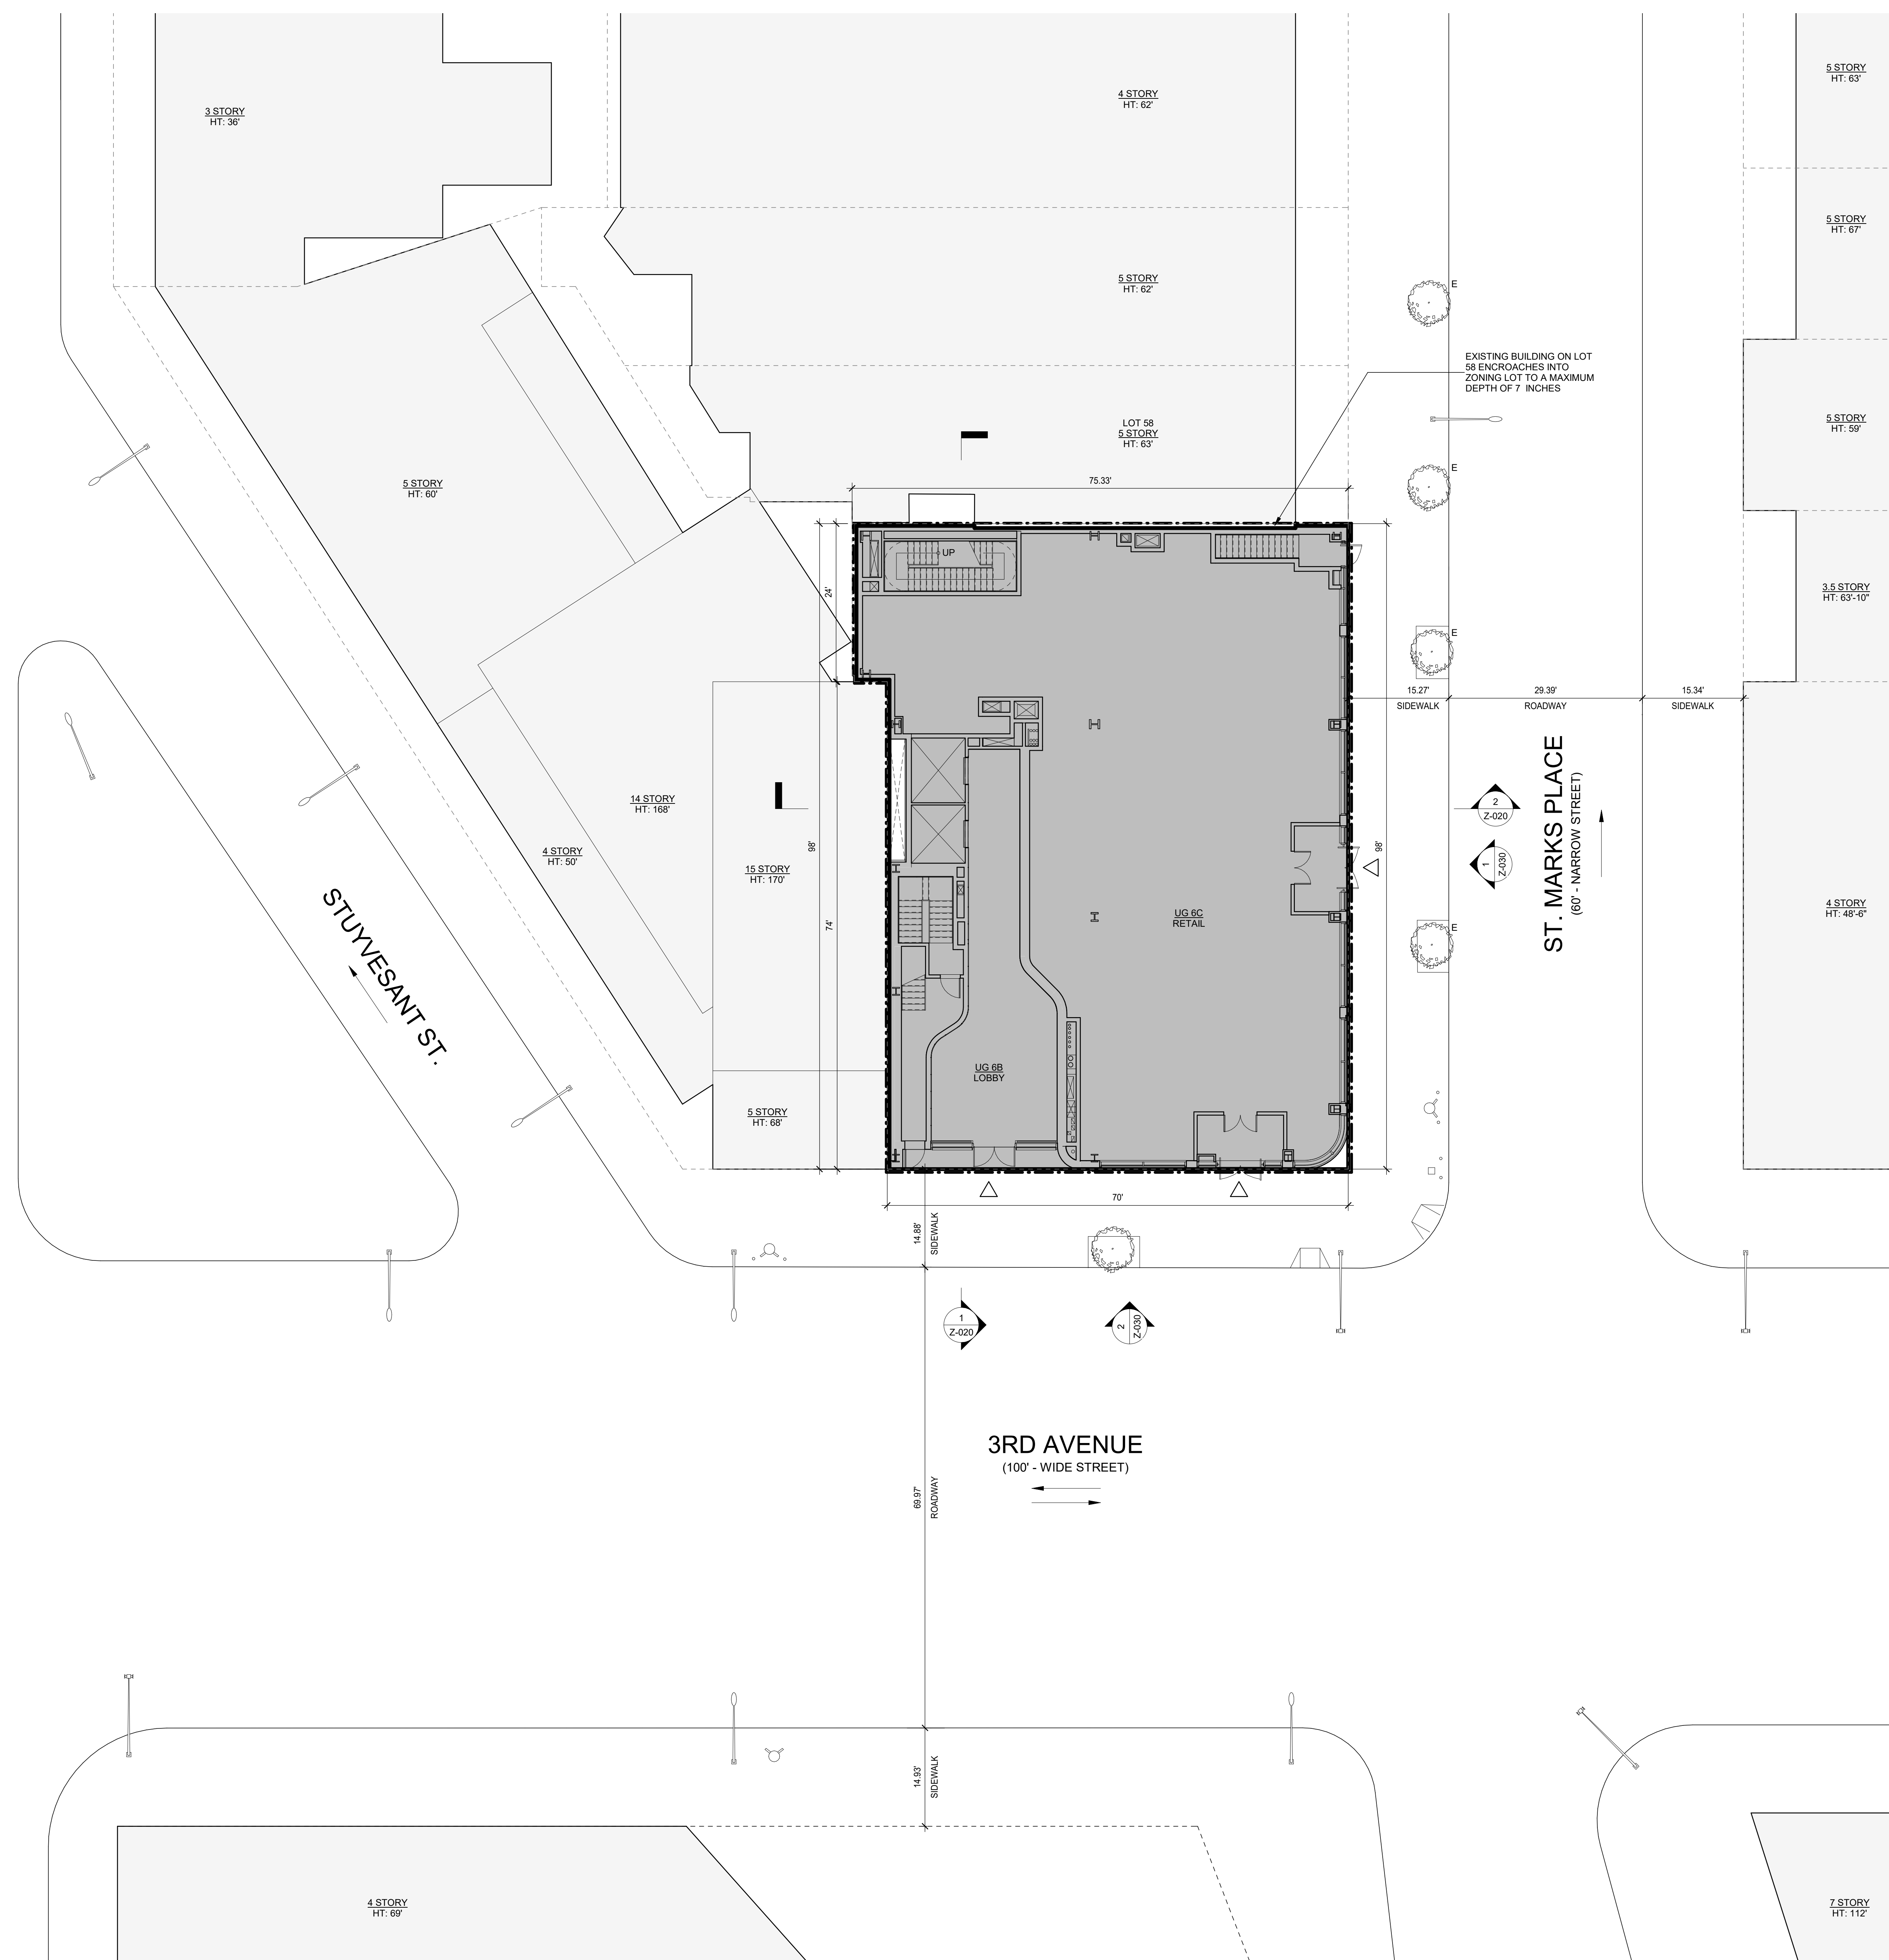 3 STORY
HT: 36'
4 STORY
HT: 62'
5 STORY
HT: 63'
5 STORY
HT: 67'
5 STORY
HT: 62'
E
EXISTING BUILDING ON LOT
58 ENCROACHES INTO
ZONING LOT TO A MAXIMUM
DEPTH OF 7 INCHES
5 STORY
HT: 59'
LOT 58
5 STORY
HT: 63'
E
5 STORY
HT: 60'
75.33'
UP
24'
3.5 STORY
HT: 63'-10"
E
15.27'
SIDEWALK
29.39'
ROADWAY
15.34'
SIDEWALK
14 STORY
HT: 168'
4 STORY
HT: 50'
15 STORY
HT: 170'
98'
74'
98'
2
Z-020
1
Z-030
ST. MARKS PLACE
(60' - NARROW STREET)
UG 6C
RETAIL
4 STORY
HT: 48'-6"
E
STUYVESANT ST.
UG 6B
LOBBY
5 STORY
HT: 68'
70'
14.88'
SIDEWALK
1
Z-020
2
Z-030
3RD AVENUE
(100' - WIDE STREET)
69.97'
ROADWAY
14.93'
SIDEWALK
4 STORY
HT: 69'
7 STORY
HT: 112'